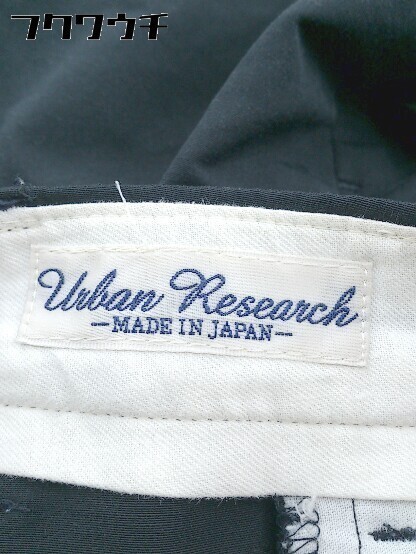 フクワウチ
Urban Research
-MADE IN JAPAN-